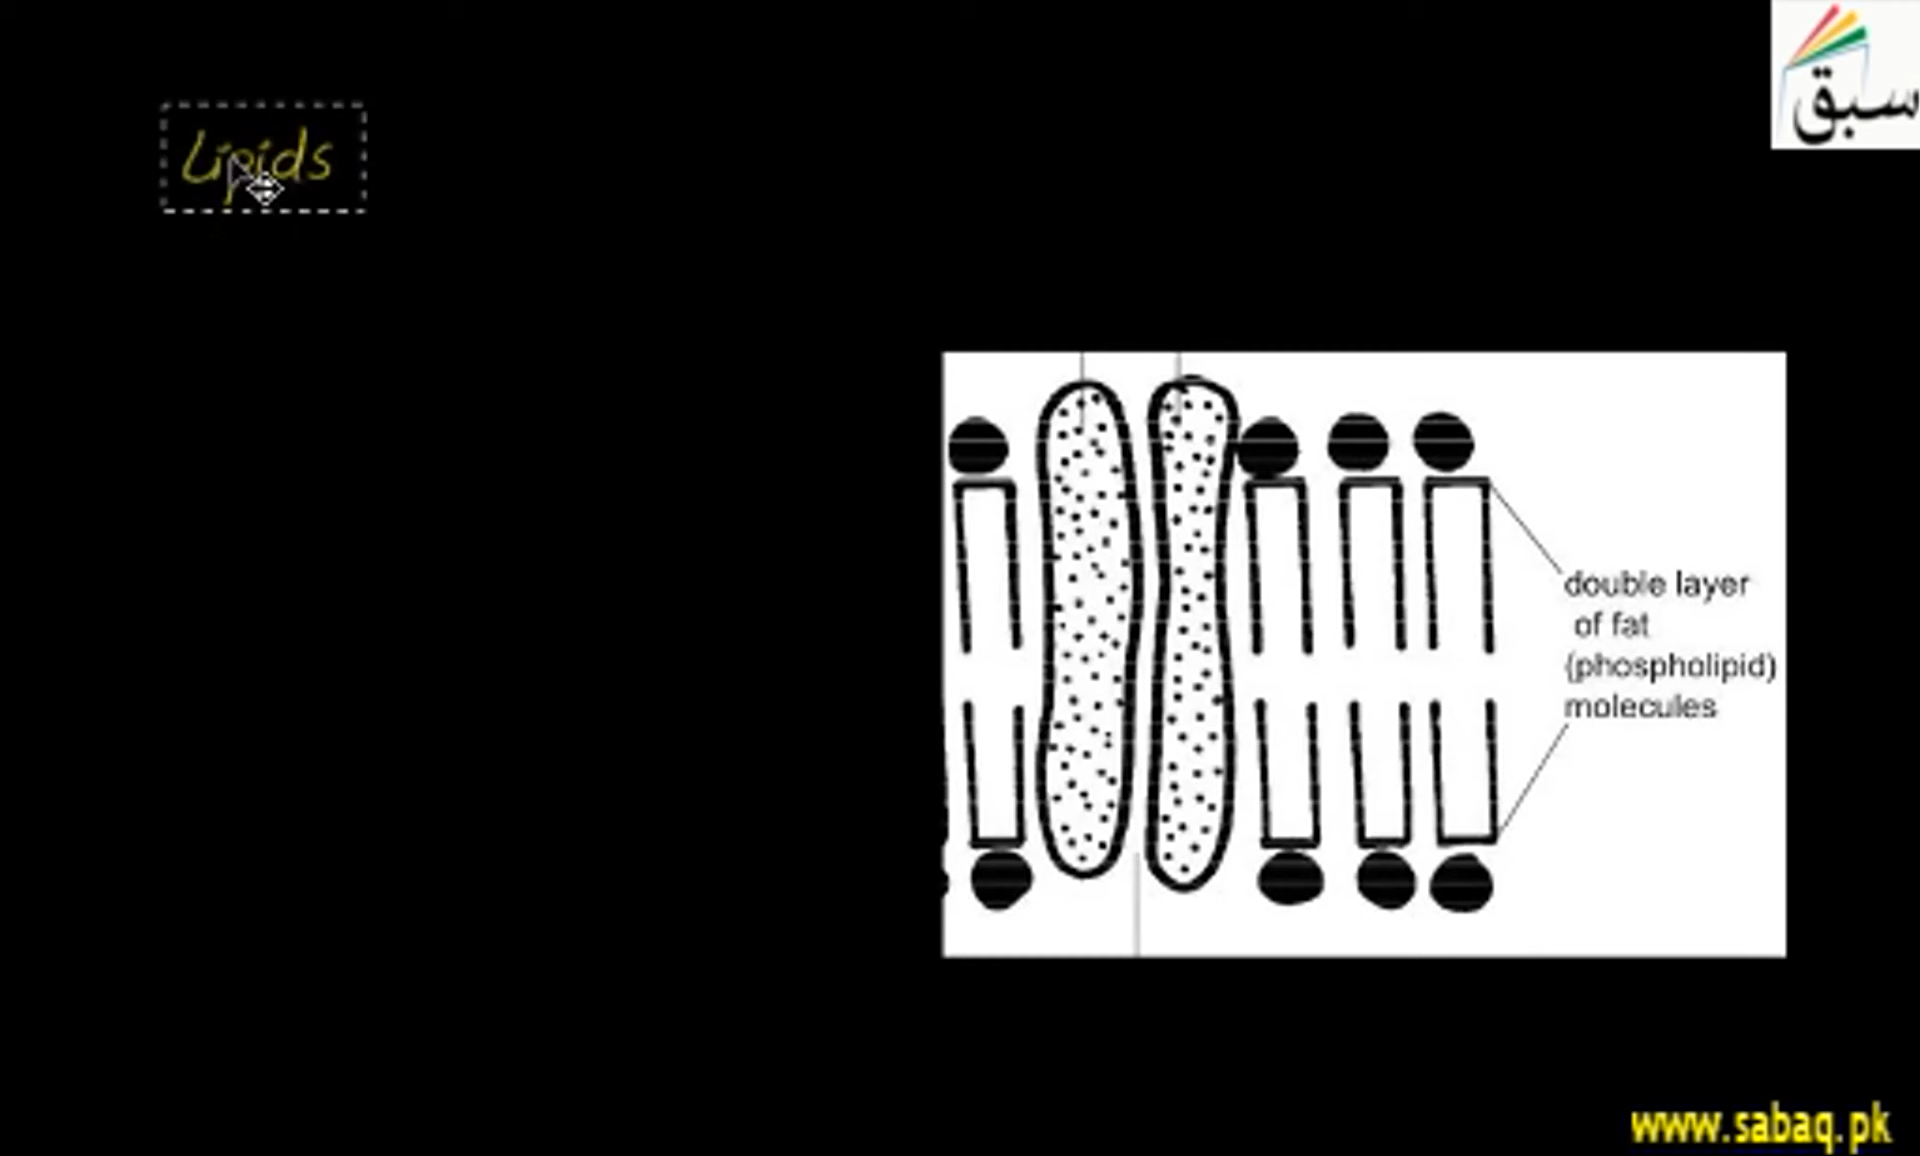 Lipids
سبق
double layer
of fat
(phospholipid)
molecules
www.sabaq.pk